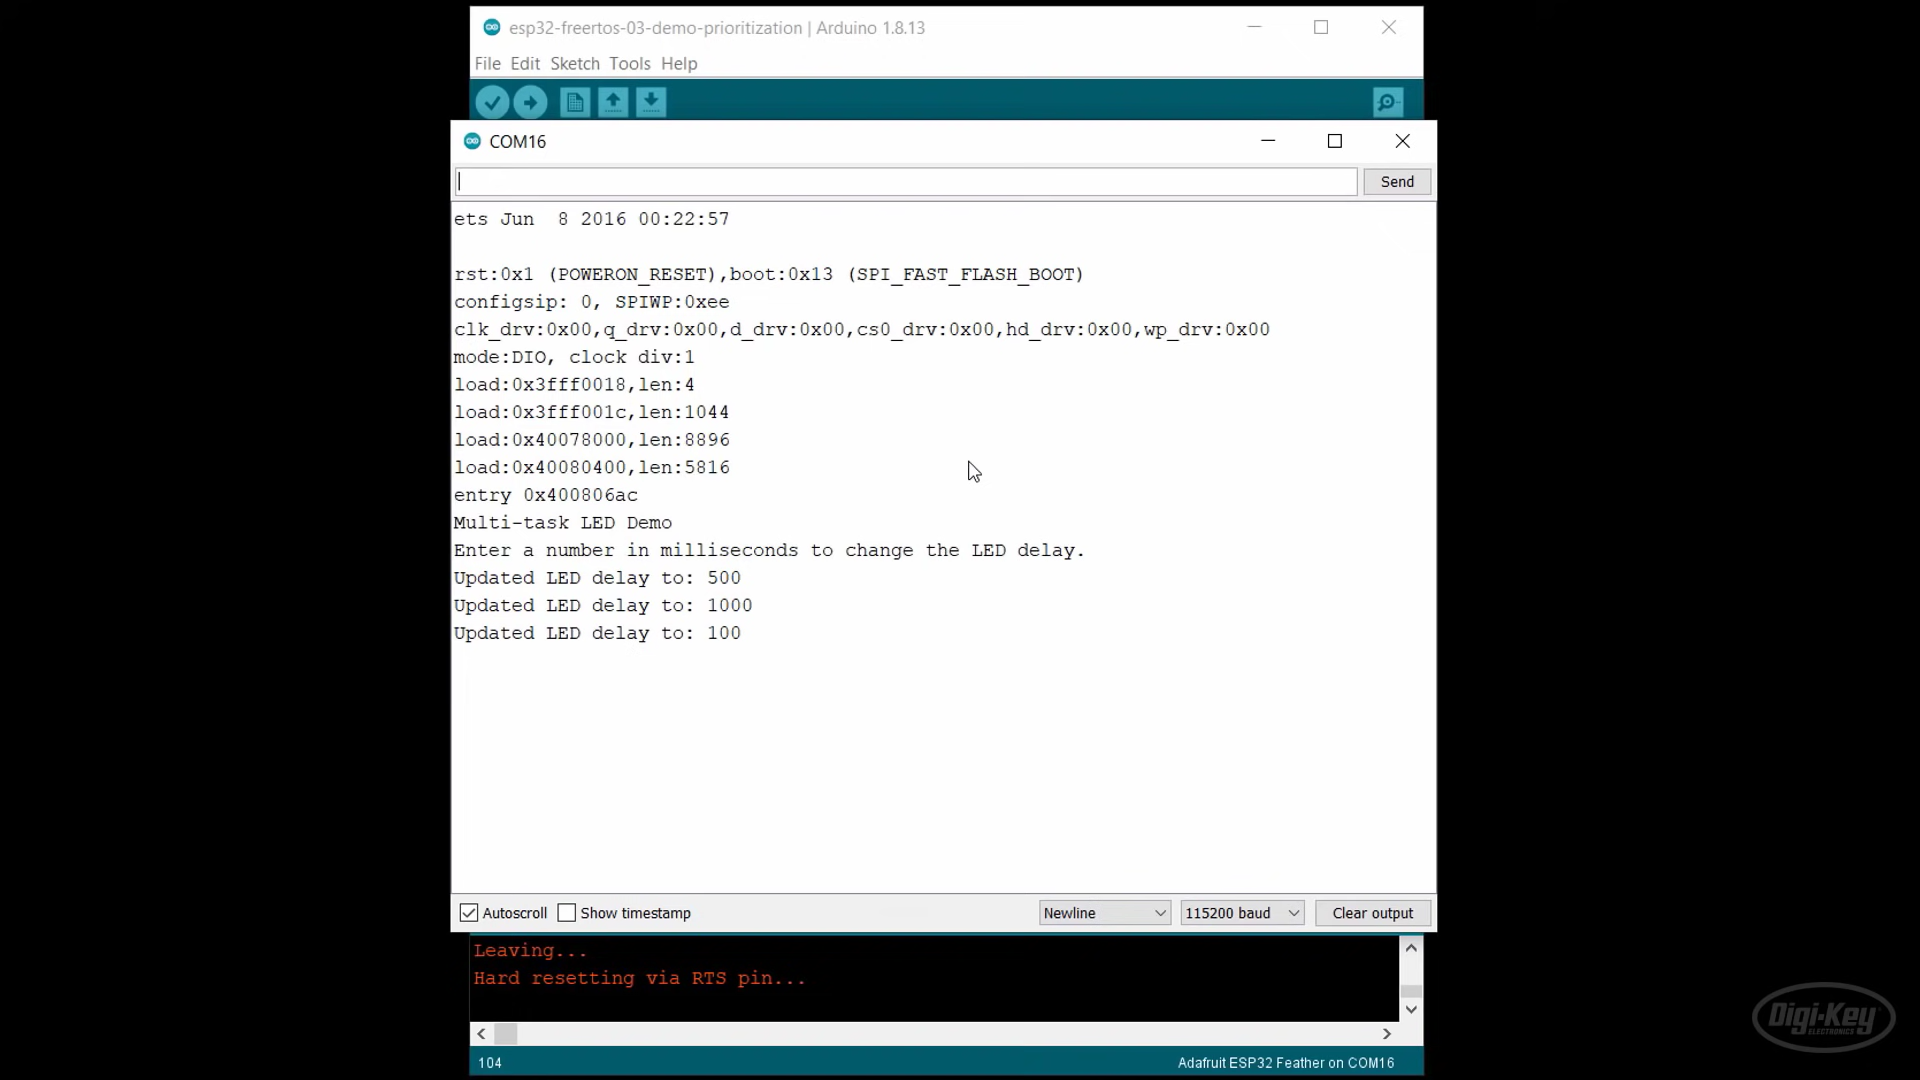 esp32-freertos-03-demo-prioritization | Arduino 1.8.13
File Edit Sketch Tools Help
COM16
Send
ets Jun  8 2016 00:22:57
rst:0x1 (POWERON_RESET),boot:0x13 (SPI_FAST_FLASH_BOOT)
configsip: 0, SPIWP:0xee
clk_drv:0x00,q_drv:0x00,d_drv:0x00,cs0_drv:0x00,hd_drv:0x00,wp_drv:0x00
mode:DIO, clock div:1
load:0x3fff0018,len:4
load:0x3fff001c,len:1044
load:0x40078000,len:8896
load:0x40080400,len:5816
entry 0x400806ac
Multi-task LED Demo
Enter a number in milliseconds to change the LED delay.
Updated LED delay to: 500
Updated LED delay to: 1000
Updated LED delay to: 100
Autoscroll Show timestamp Newline 115200 baud Clear output
Leaving...
Hard resetting via RTS pin...
104 Adafruit ESP32 Feather on COM16
Digi-Key
ELECTRONICS